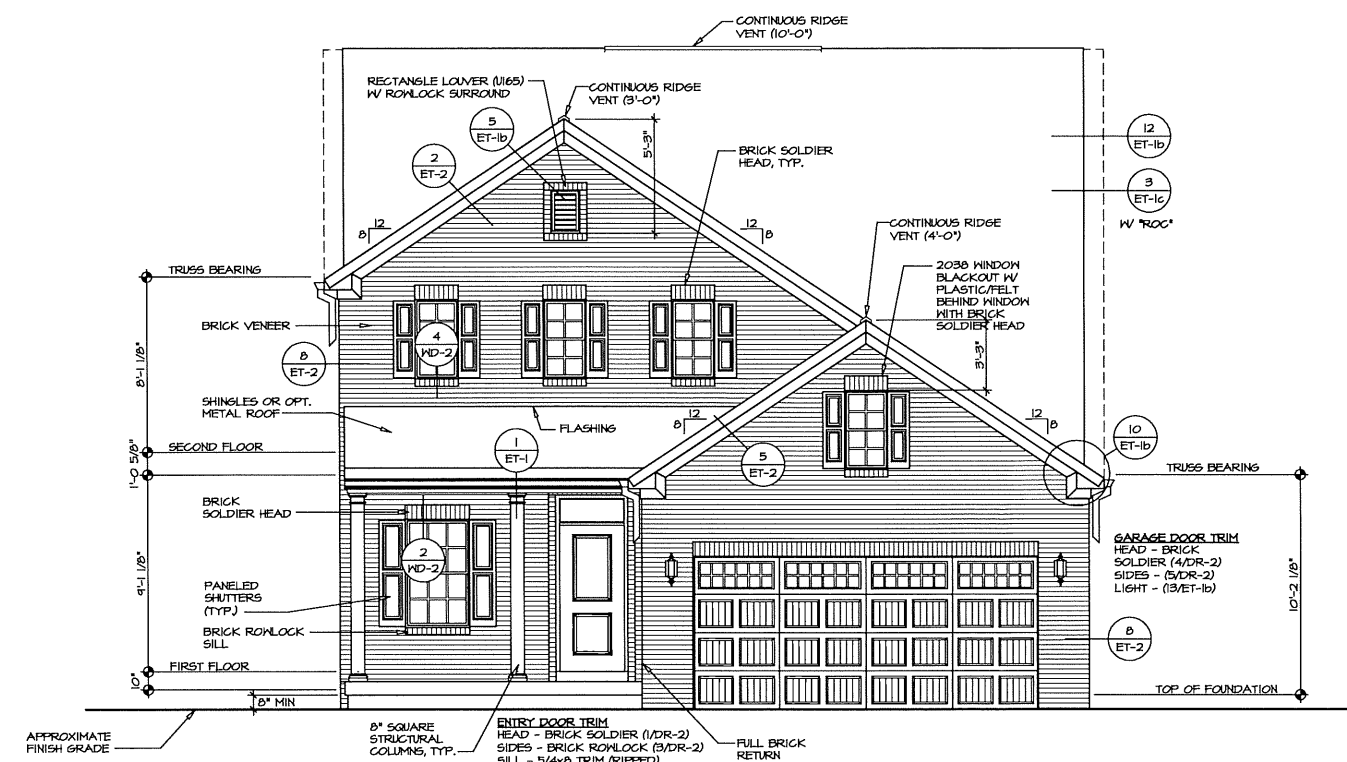 CONTINUOUS RIDGE
VENT (10'-0")
RECTANGLE LOUVER (U165)
W/ ROWLOCK SURROUND
CONTINUOUS RIDGE
VENT (3'-0")
5
ET-1b
2
ET-2
5'-3"
BRICK SOLDIER
HEAD, TYP.
12
ET-1b
3
ET-1c
W/ "ROC"
12
8
12
8
CONTINUOUS RIDGE
VENT (4'-0")
2038 WINDOW
BLACKOUT W/
PLASTIC/FELT
BEHIND WINDOW
WITH BRICK
SOLDIER HEAD
TRUSS BEARING
BRICK VENEER
4
WD-2
8
ET-2
3'-3"
8'-1 1/8"
SHINGLES OR OPT.
METAL ROOF
FLASHING
12
8
12
8
10
ET-1b
SECOND FLOOR
1
ET-1
5
ET-2
TRUSS BEARING
1'-0 5/8"
BRICK
SOLDIER HEAD
2
WD-2
GARAGE DOOR TRIM
HEAD - BRICK
SOLDIER (4/DR-2)
SIDES - (5/DR-2)
LIGHT - (13/ET-1b)
9'-1 1/8"
10'-2 1/8"
PANELED
SHUTTERS
(TYP.)
BRICK ROWLOCK
SILL
8
ET-2
FIRST FLOOR
10"
8" MIN
TOP OF FOUNDATION
APPROXIMATE
FINISH GRADE
8" SQUARE
STRUCTURAL
COLUMNS, TYP.
ENTRY DOOR TRIM
HEAD - BRICK SOLDIER (1/DR-2)
SIDES - BRICK ROWLOCK (3/DR-2)
SILL - 5/4x8 TRIM (RIPPED)
FULL BRICK
RETURN